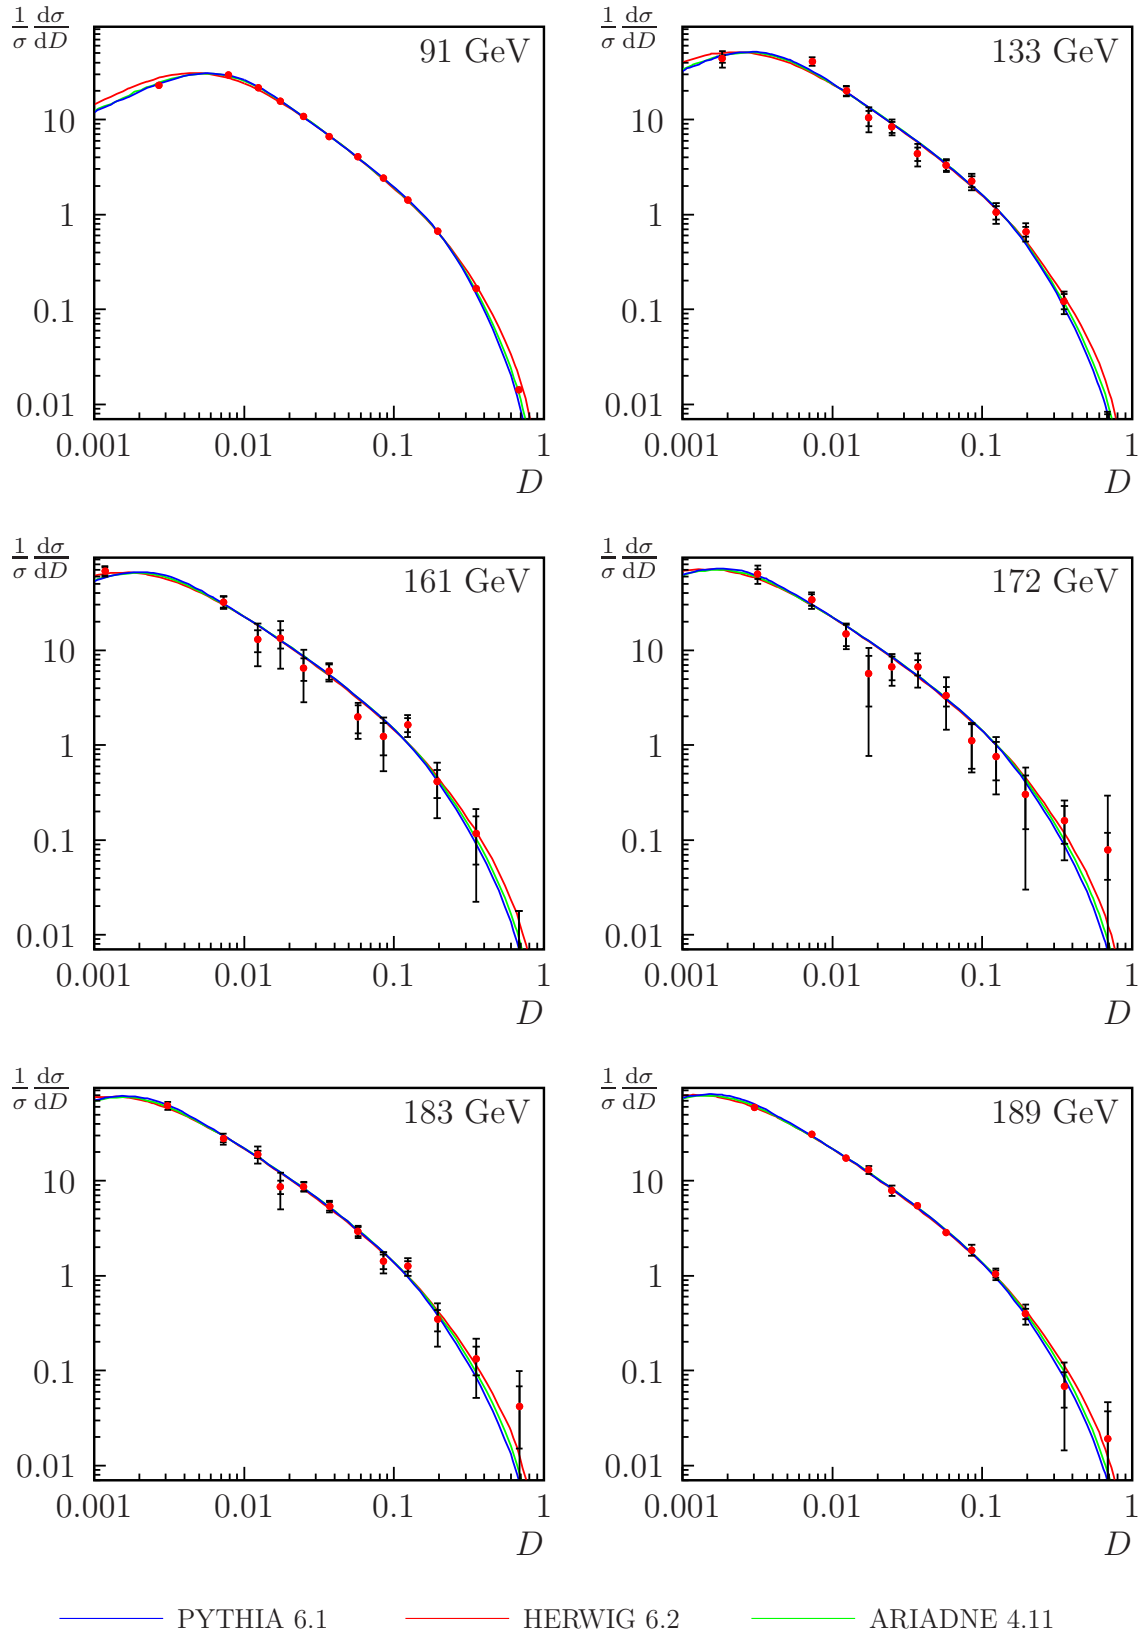 1/σ dσ/dD 91 GeV
10
1
0.1
0.01
0.001 0.01 0.1 1
D
1/σ dσ/dD 133 GeV
10
1
0.1
0.01
0.001 0.01 0.1 1
D
1/σ dσ/dD 161 GeV
10
1
0.1
0.01
0.001 0.01 0.1 1
D
1/σ dσ/dD 172 GeV
10
1
0.1
0.01
0.001 0.01 0.1 1
D
1/σ dσ/dD 183 GeV
10
1
0.1
0.01
0.001 0.01 0.1 1
D
1/σ dσ/dD 189 GeV
10
1
0.1
0.01
0.001 0.01 0.1 1
D
PYTHIA 6.1 HERWIG 6.2 ARIADNE 4.11